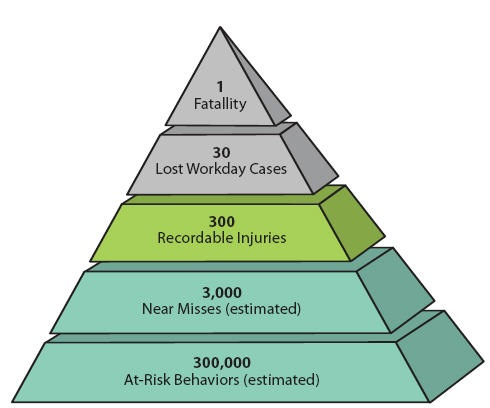 1
Fatallity
30
Lost Workday Cases
300
Recordable Injuries
3,000
Near Misses (estimated)
300,000
At-Risk Behaviors (estimated)